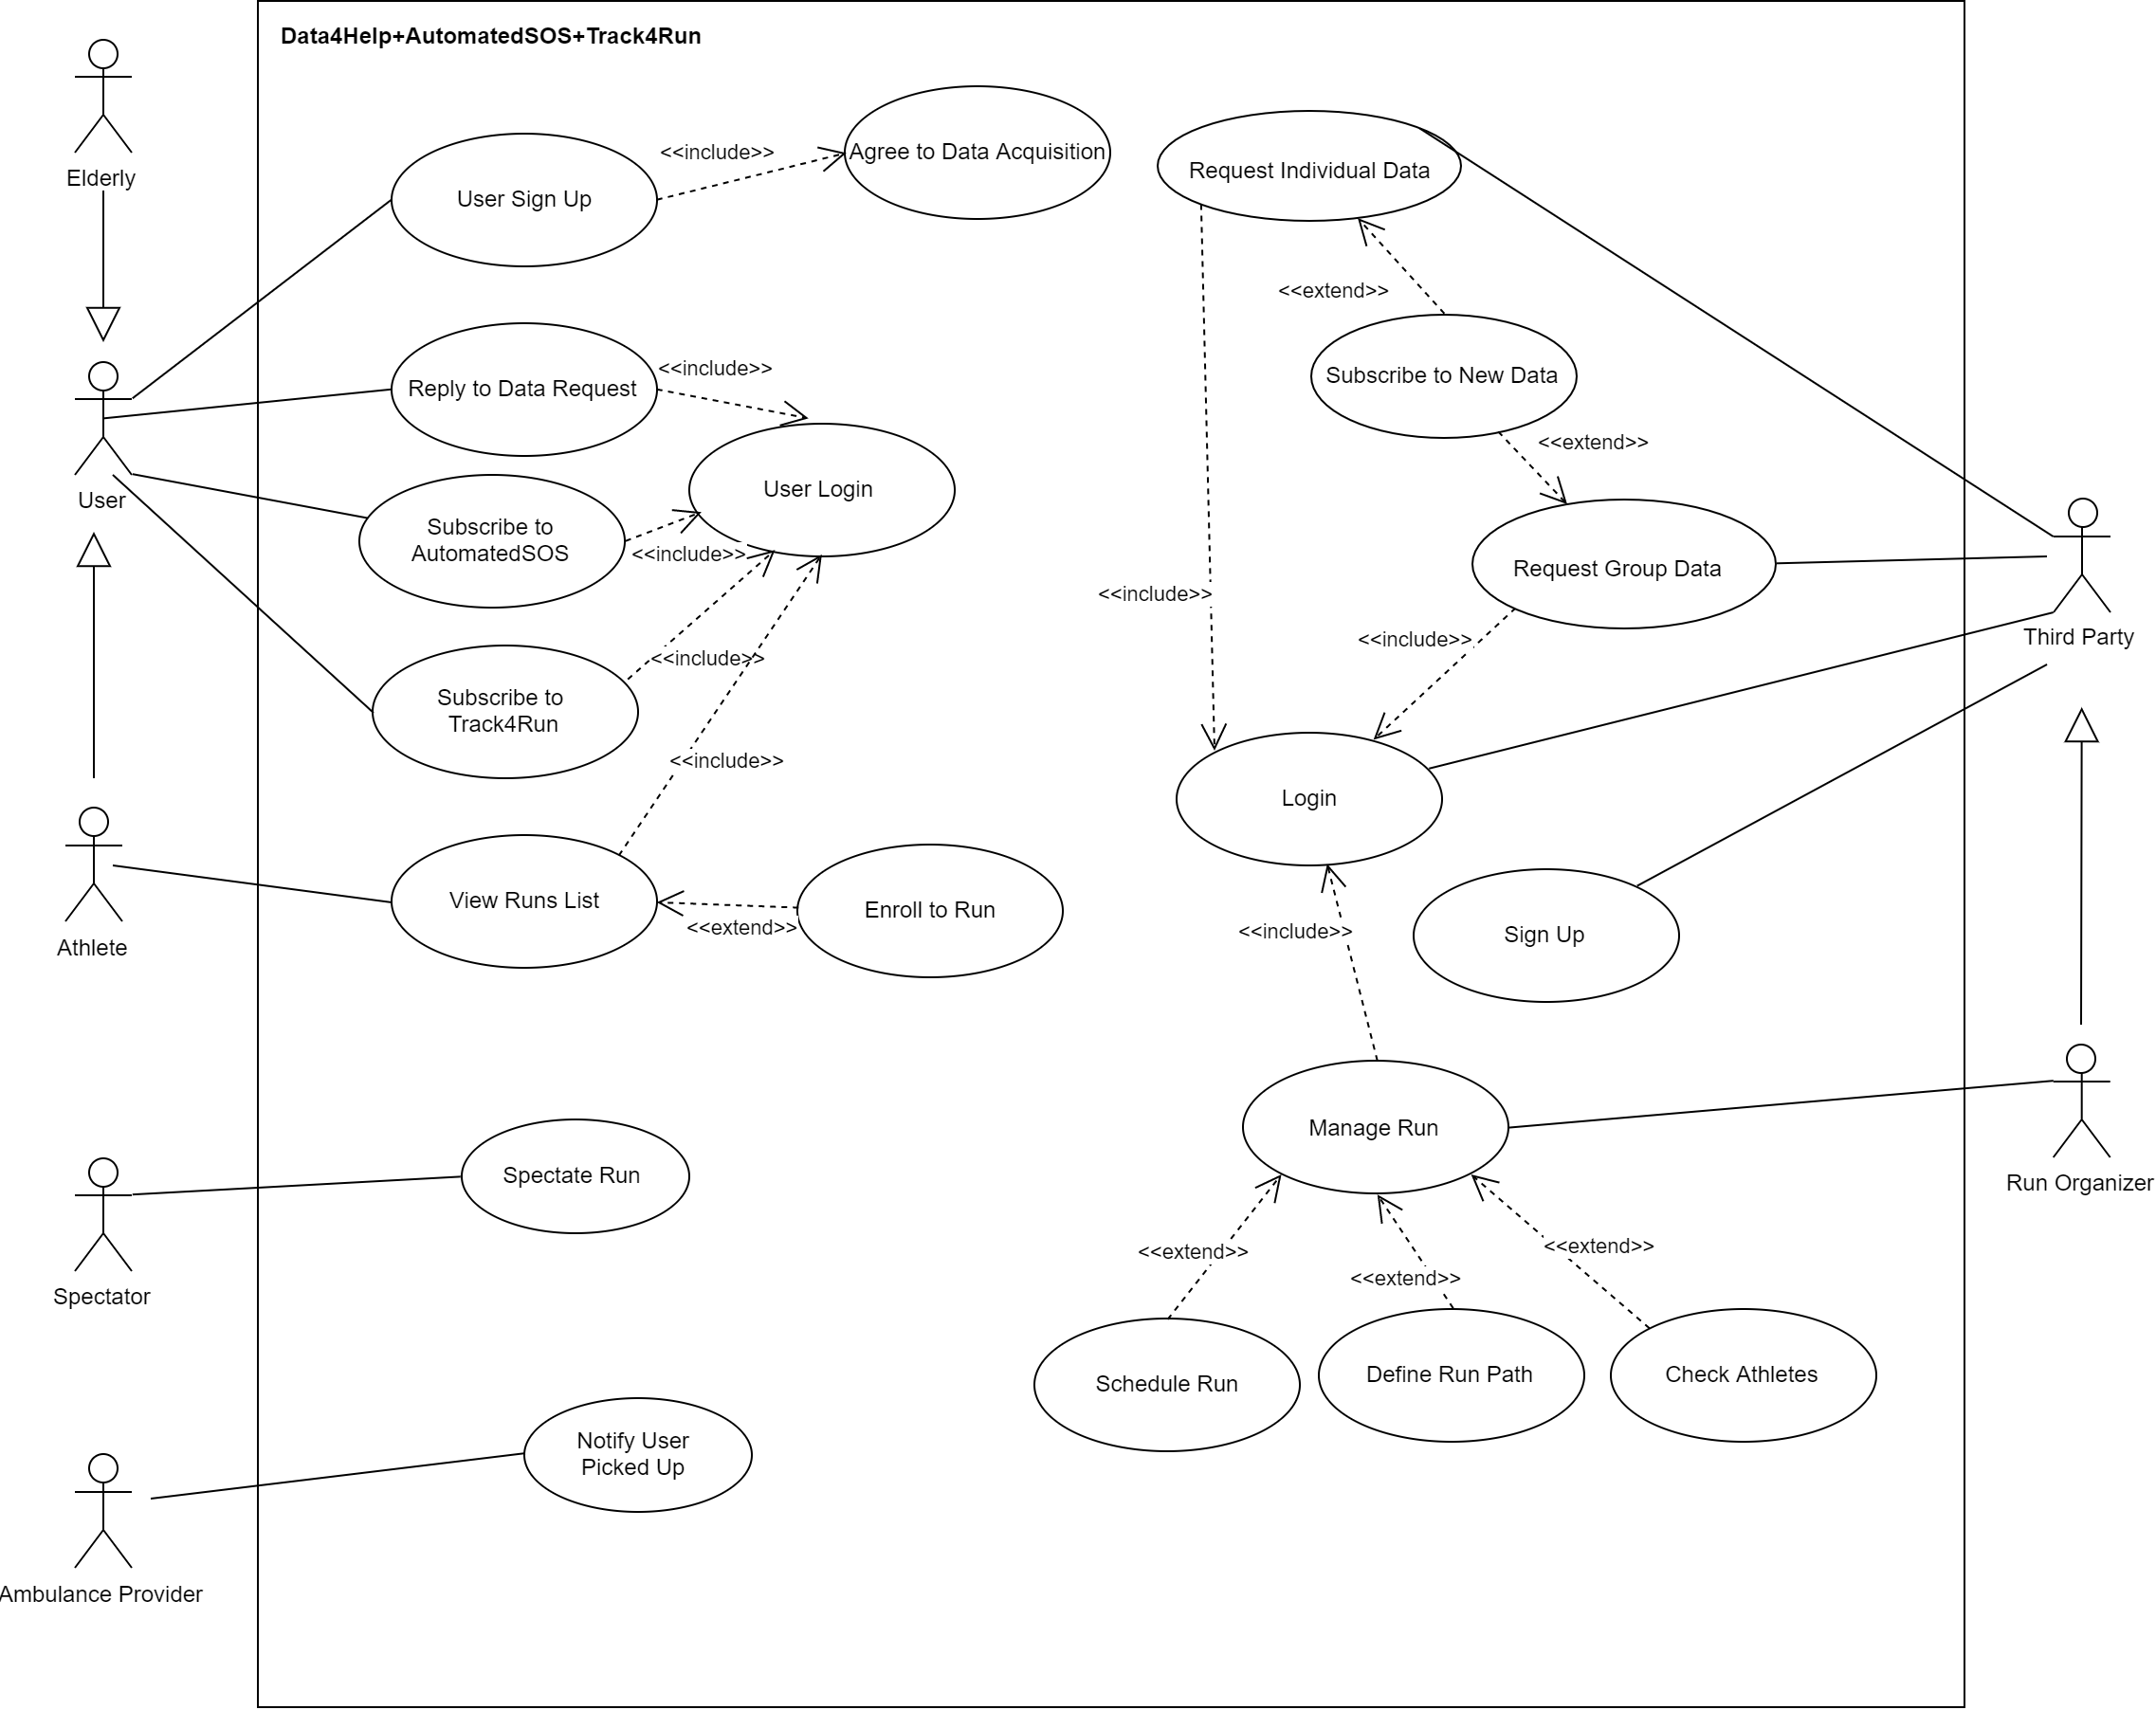 Data4Help+AutomatedSOS+Track4Run
Elderly
User Sign Up
<<include>>
Agree to Data Acquisition
Request Individual Data
<<extend>>
Subscribe to New Data
<<extend>>
Reply to Data Request
<<include>>
User
User Login
Subscribe to
AutomatedSOS
<<include>>
Request Group Data
Third Party
<<include>>
<<include>>
Subscribe to
Track4Run
<<include>>
<<include>>
Login
Athlete
View Runs List
<<extend>>
Enroll to Run
Sign Up
<<include>>
Manage Run
Run Organizer
Spectate Run
Spectator
<<extend>>
<<extend>>
<<extend>>
Schedule Run
Define Run Path
Check Athletes
Notify User
Picked Up
Ambulance Provider